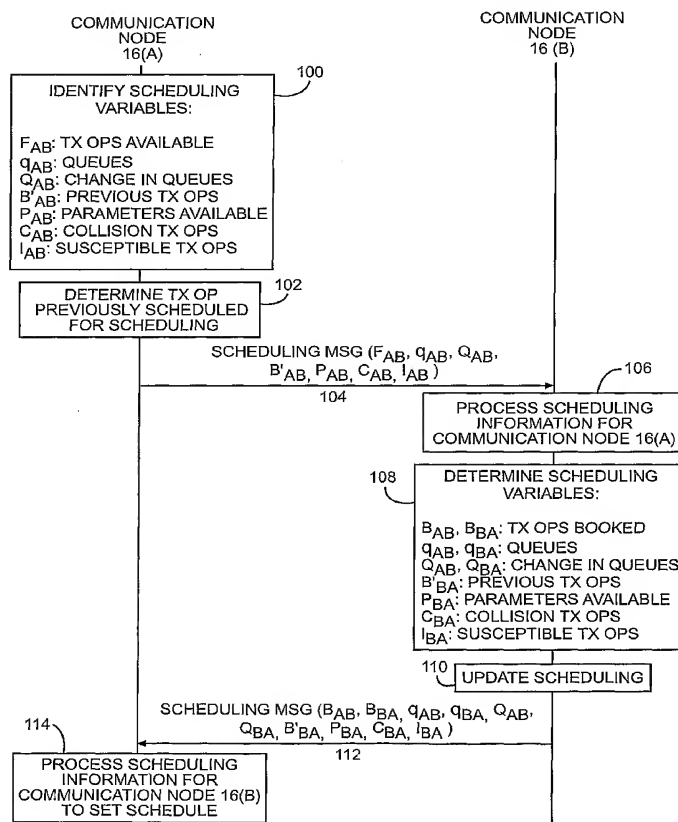 COMMUNICATION
NODE
16(A)
COMMUNICATION
NODE
16 (B)
100
IDENTIFY SCHEDULING
VARIABLES:
FAB: TX OPS AVAILABLE
qAB: QUEUES
QAB: CHANGE IN QUEUES
B'AB: PREVIOUS TX OPS
PAB: PARAMETERS AVAILABLE
CAB: COLLISION TX OPS
IAB: SUSCEPTIBLE TX OPS
102
DETERMINE TX OP
PREVIOUSLY SCHEDULED
FOR SCHEDULING
SCHEDULING MSG (FAB, qAB, QAB,
B'AB, PAB, CAB, IAB)
104
106
PROCESS SCHEDULING
INFORMATION FOR
COMMUNICATION NODE 16(A)
108
DETERMINE SCHEDULING
VARIABLES:
BAB, BBA: TX OPS BOOKED
qAB, qBA: QUEUES
QAB, QBA: CHANGE IN QUEUES
B'BA: PREVIOUS TX OPS
PBA: PARAMETERS AVAILABLE
CBA: COLLISION TX OPS
IBA: SUSCEPTIBLE TX OPS
110
UPDATE SCHEDULING
SCHEDULING MSG (BAB, BBA, qAB, qBA, QAB,
QBA, B'BA, PBA, CBA, IBA)
112
114
PROCESS SCHEDULING
INFORMATION FOR
COMMUNICATION NODE 16(B)
TO SET SCHEDULE